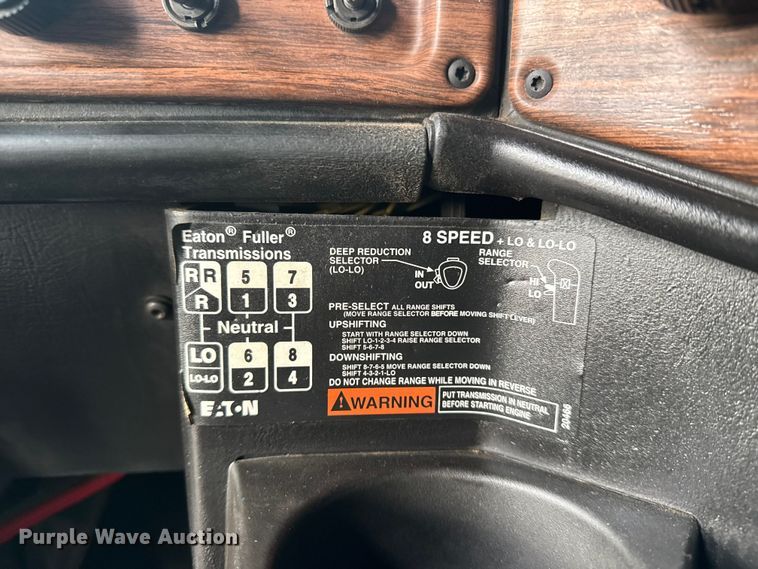 Eaton® Fuller®
Transmissions
8 SPEED + LO & LO-LO
DEEP REDUCTION
SELECTOR
(LO-LO)
IN
OUT
RANGE
SELECTOR
HI
LO
R R 5 7
R 1 3
Neutral
LO 6 8
LO-LO 2 4
EATON
PRE-SELECT ALL RANGE SHIFTS
(MOVE RANGE SELECTOR BEFORE MOVING SHIFT LEVER)
UPSHIFTING
START WITH RANGE SELECTOR DOWN
SHIFT LO-1-2-3-4 RAISE RANGE SELECTOR
SHIFT 5-6-7-8
DOWNSHIFTING
SHIFT 8-7-6-5 MOVE RANGE SELECTOR DOWN
SHIFT 4-3-2-1-LO
DO NOT CHANGE RANGE WHILE MOVING IN REVERSE
WARNING
PUT TRANSMISSION IN NEUTRAL
BEFORE STARTING ENGINE
20466
Purple Wave Auction®